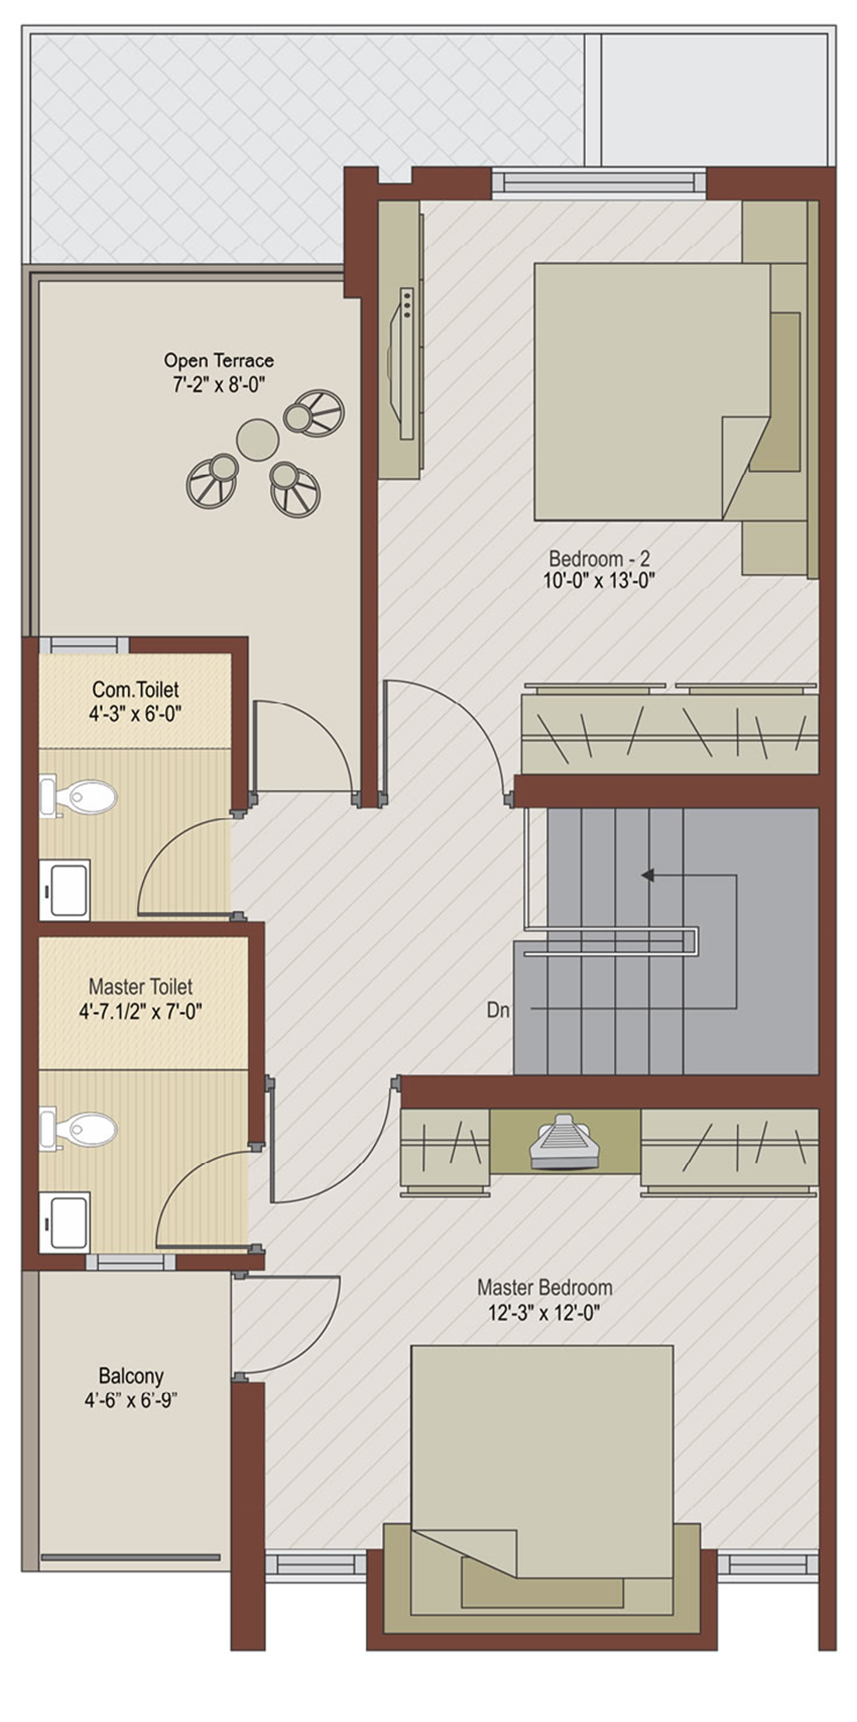 Open Terrace
7'-2" x 8'-0"
Bedroom - 2
10'-0" x 13'-0"
Com.Toilet
4'-3" x 6'-0"
Master Toilet
4'-7.1/2" x 7'-0"
Dn
Master Bedroom
12'-3" x 12'-0"
Balcony
4'-6" x 6'-9"